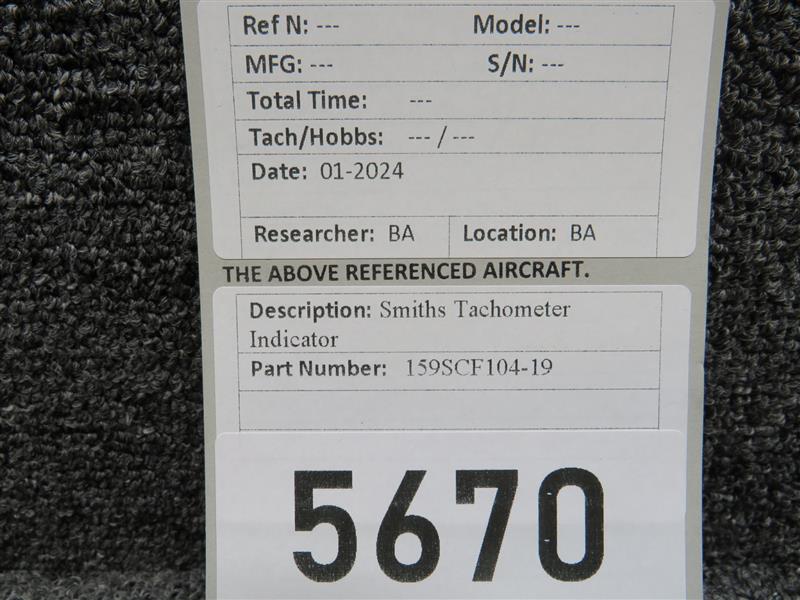 Ref N: --- Model: ---
MFG: --- S/N: ---
Total Time: ---
Tach/Hobbs: --- / ---
Date: 01-2024
Researcher: BA Location: BA
THE ABOVE REFERENCED AIRCRAFT.
Description: Smiths Tachometer
Indicator
Part Number: 159SCF104-19
5670